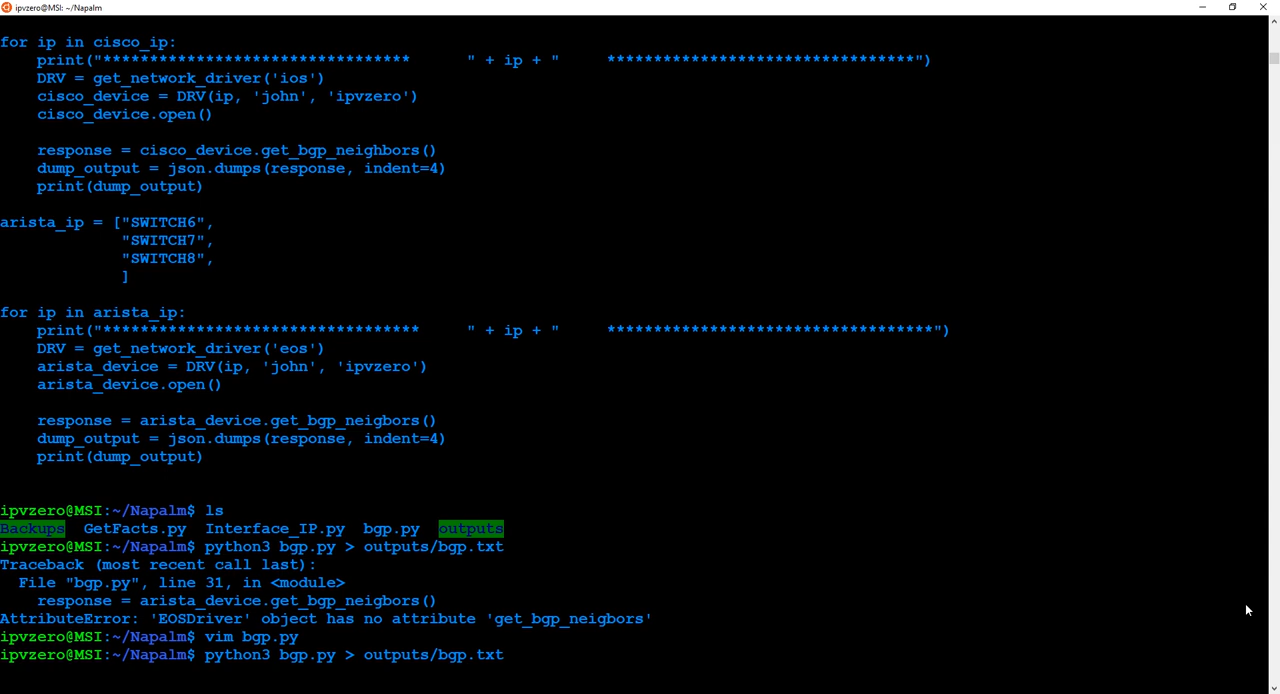 ipvzero@MSI: ~/Napalm
for ip in cisco_ip:
    print("*********************************      " + ip + "     *********************************")
    DRV = get_network_driver('ios')
    cisco_device = DRV(ip, 'john', 'ipvzero')
    cisco_device.open()
    response = cisco_device.get_bgp_neighbors()
    dump_output = json.dumps(response, indent=4)
    print(dump_output)
arista_ip = ["SWITCH6",
             "SWITCH7",
             "SWITCH8",
             ]
for ip in arista_ip:
    print("**********************************     " + ip + "     ***********************************")
    DRV = get_network_driver('eos')
    arista_device = DRV(ip, 'john', 'ipvzero')
    arista_device.open()
    response = arista_device.get_bgp_neigbors()
    dump_output = json.dumps(response, indent=4)
    print(dump_output)
ipvzero@MSI:~/Napalm$ ls
Backups  GetFacts.py  Interface_IP.py  bgp.py  outputs
ipvzero@MSI:~/Napalm$ python3 bgp.py > outputs/bgp.txt
Traceback (most recent call last):
  File "bgp.py", line 31, in <module>
    response = arista_device.get_bgp_neigbors()
AttributeError: 'EOSDriver' object has no attribute 'get_bgp_neigbors'
ipvzero@MSI:~/Napalm$ vim bgp.py
ipvzero@MSI:~/Napalm$ python3 bgp.py > outputs/bgp.txt